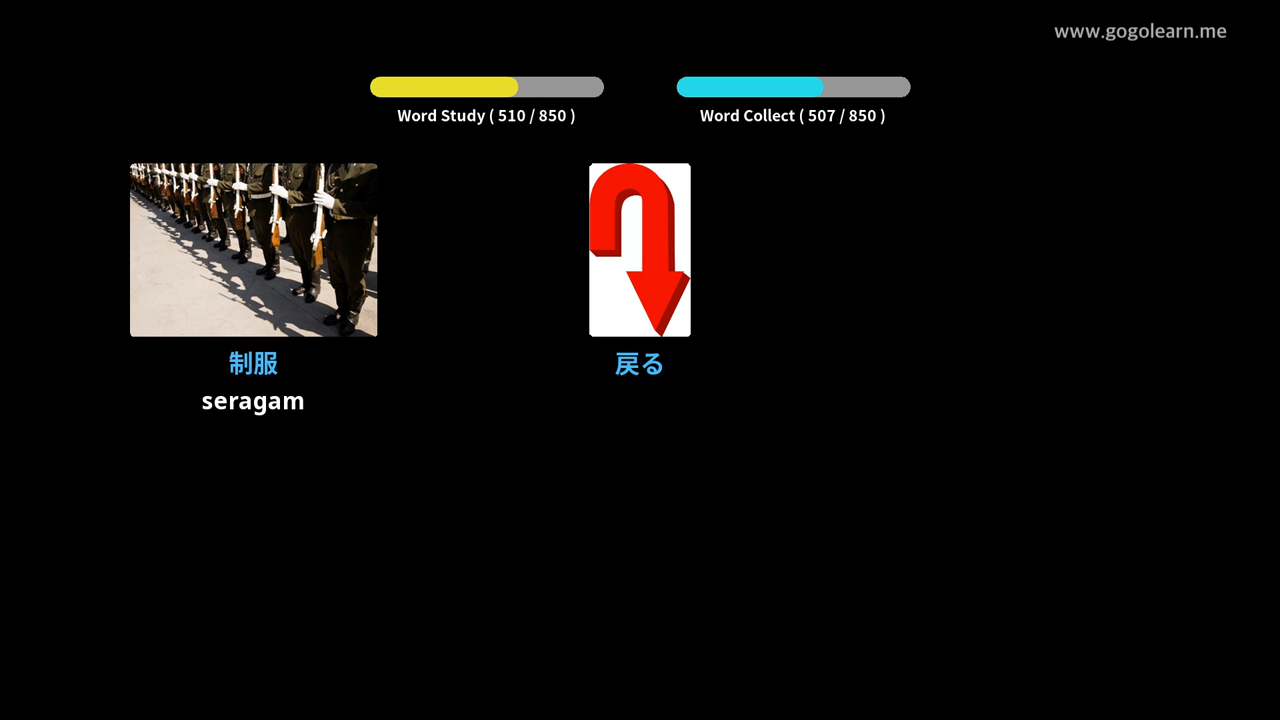 www.gogolearn.me
Word Study ( 510 / 850 )
Word Collect ( 507 / 850 )
制服
seragam
戻る